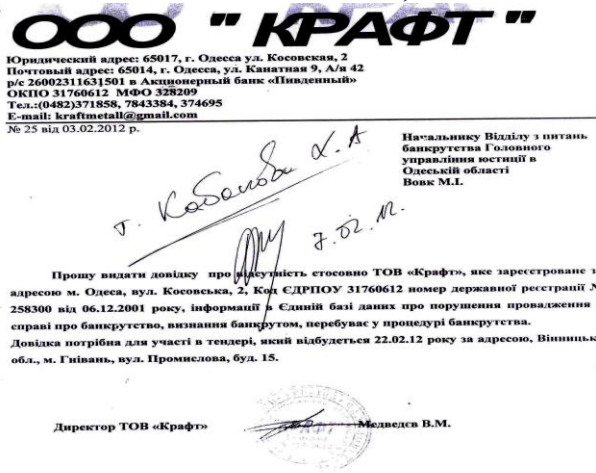 ООО " КРАФТ "
Юридический адрес: 65017, г. Одесса ул. Косовская, 2
Почтовый адрес: 65014, г. Одесса, ул. Канатная 9, А/я 42
р/с 26002311631501 в Акционерный банк «Пивденный»
ОКПО 31760612 МФО 328209
Тел.:(0482)371858, 7843384, 374695
E-mail: kraftmetall@gmail.com
№ 25 від 03.02.2012 р.
Начальнику Відділу з питань
банкрутства Головного
управління юстиції в
Одеській області
Вовк М.І.
7.02.12.
Прошу видати довідку про відсутність стосовно ТОВ «Крафт», яке зареєстроване з
адресою м. Одеса, вул. Косовська, 2, Код ЄДРПОУ 31760612 номер державної реєстрації №
258300 від 06.12.2001 року, інформації в Єдиній базі даних про порушення провадження
справі про банкрутство, визнання банкрутом, перебуває у процедурі банкрутства.
Довідка потрібна для участі в тендері, який відбудеться 22.02.12 року за адресою, Вінницьк
обл., м. Гнівань, вул. Промислова, буд. 15.
Директор ТОВ «Крафт» Медведєв В.М.